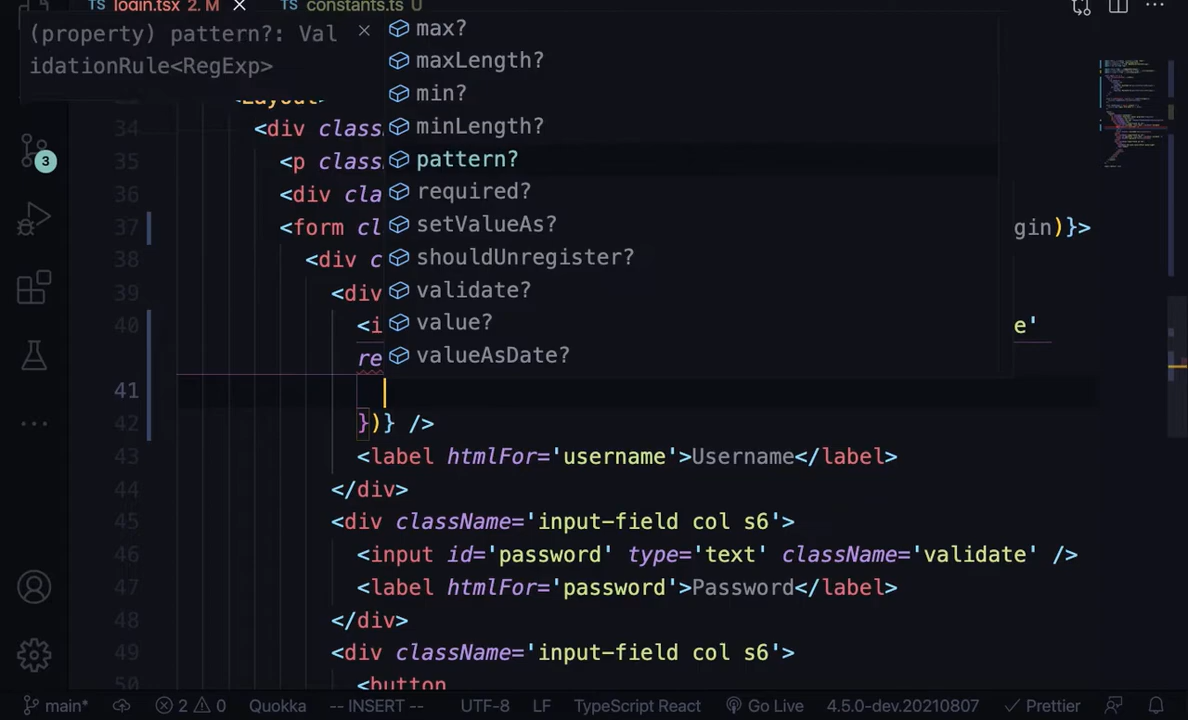 TS login.tsx 2. M × TS constants.ts U
(property) pattern?: Val
idationRule<RegExp>
max?
maxLength?
min?
minLength?
pattern?
required?
setValueAs?
shouldUnregister?
validate?
value?
valueAsDate?
<Layout>
34 <div class
35 <p class
36 <div cla
37 <form cl gin)}>
38 <div c
39 <div
40 <i e'
re
41
42 })} />
43 <label htmlFor='username'>Username</label>
44 </div>
45 <div className='input-field col s6'>
46 <input id='password' type='text' className='validate' />
47 <label htmlFor='password'>Password</label>
48 </div>
49 <div className='input-field col s6'>
50 <button
3
main* 2 0 Quokka -- INSERT -- UTF-8 LF TypeScript React Go Live 4.5.0-dev.20210807 Prettier